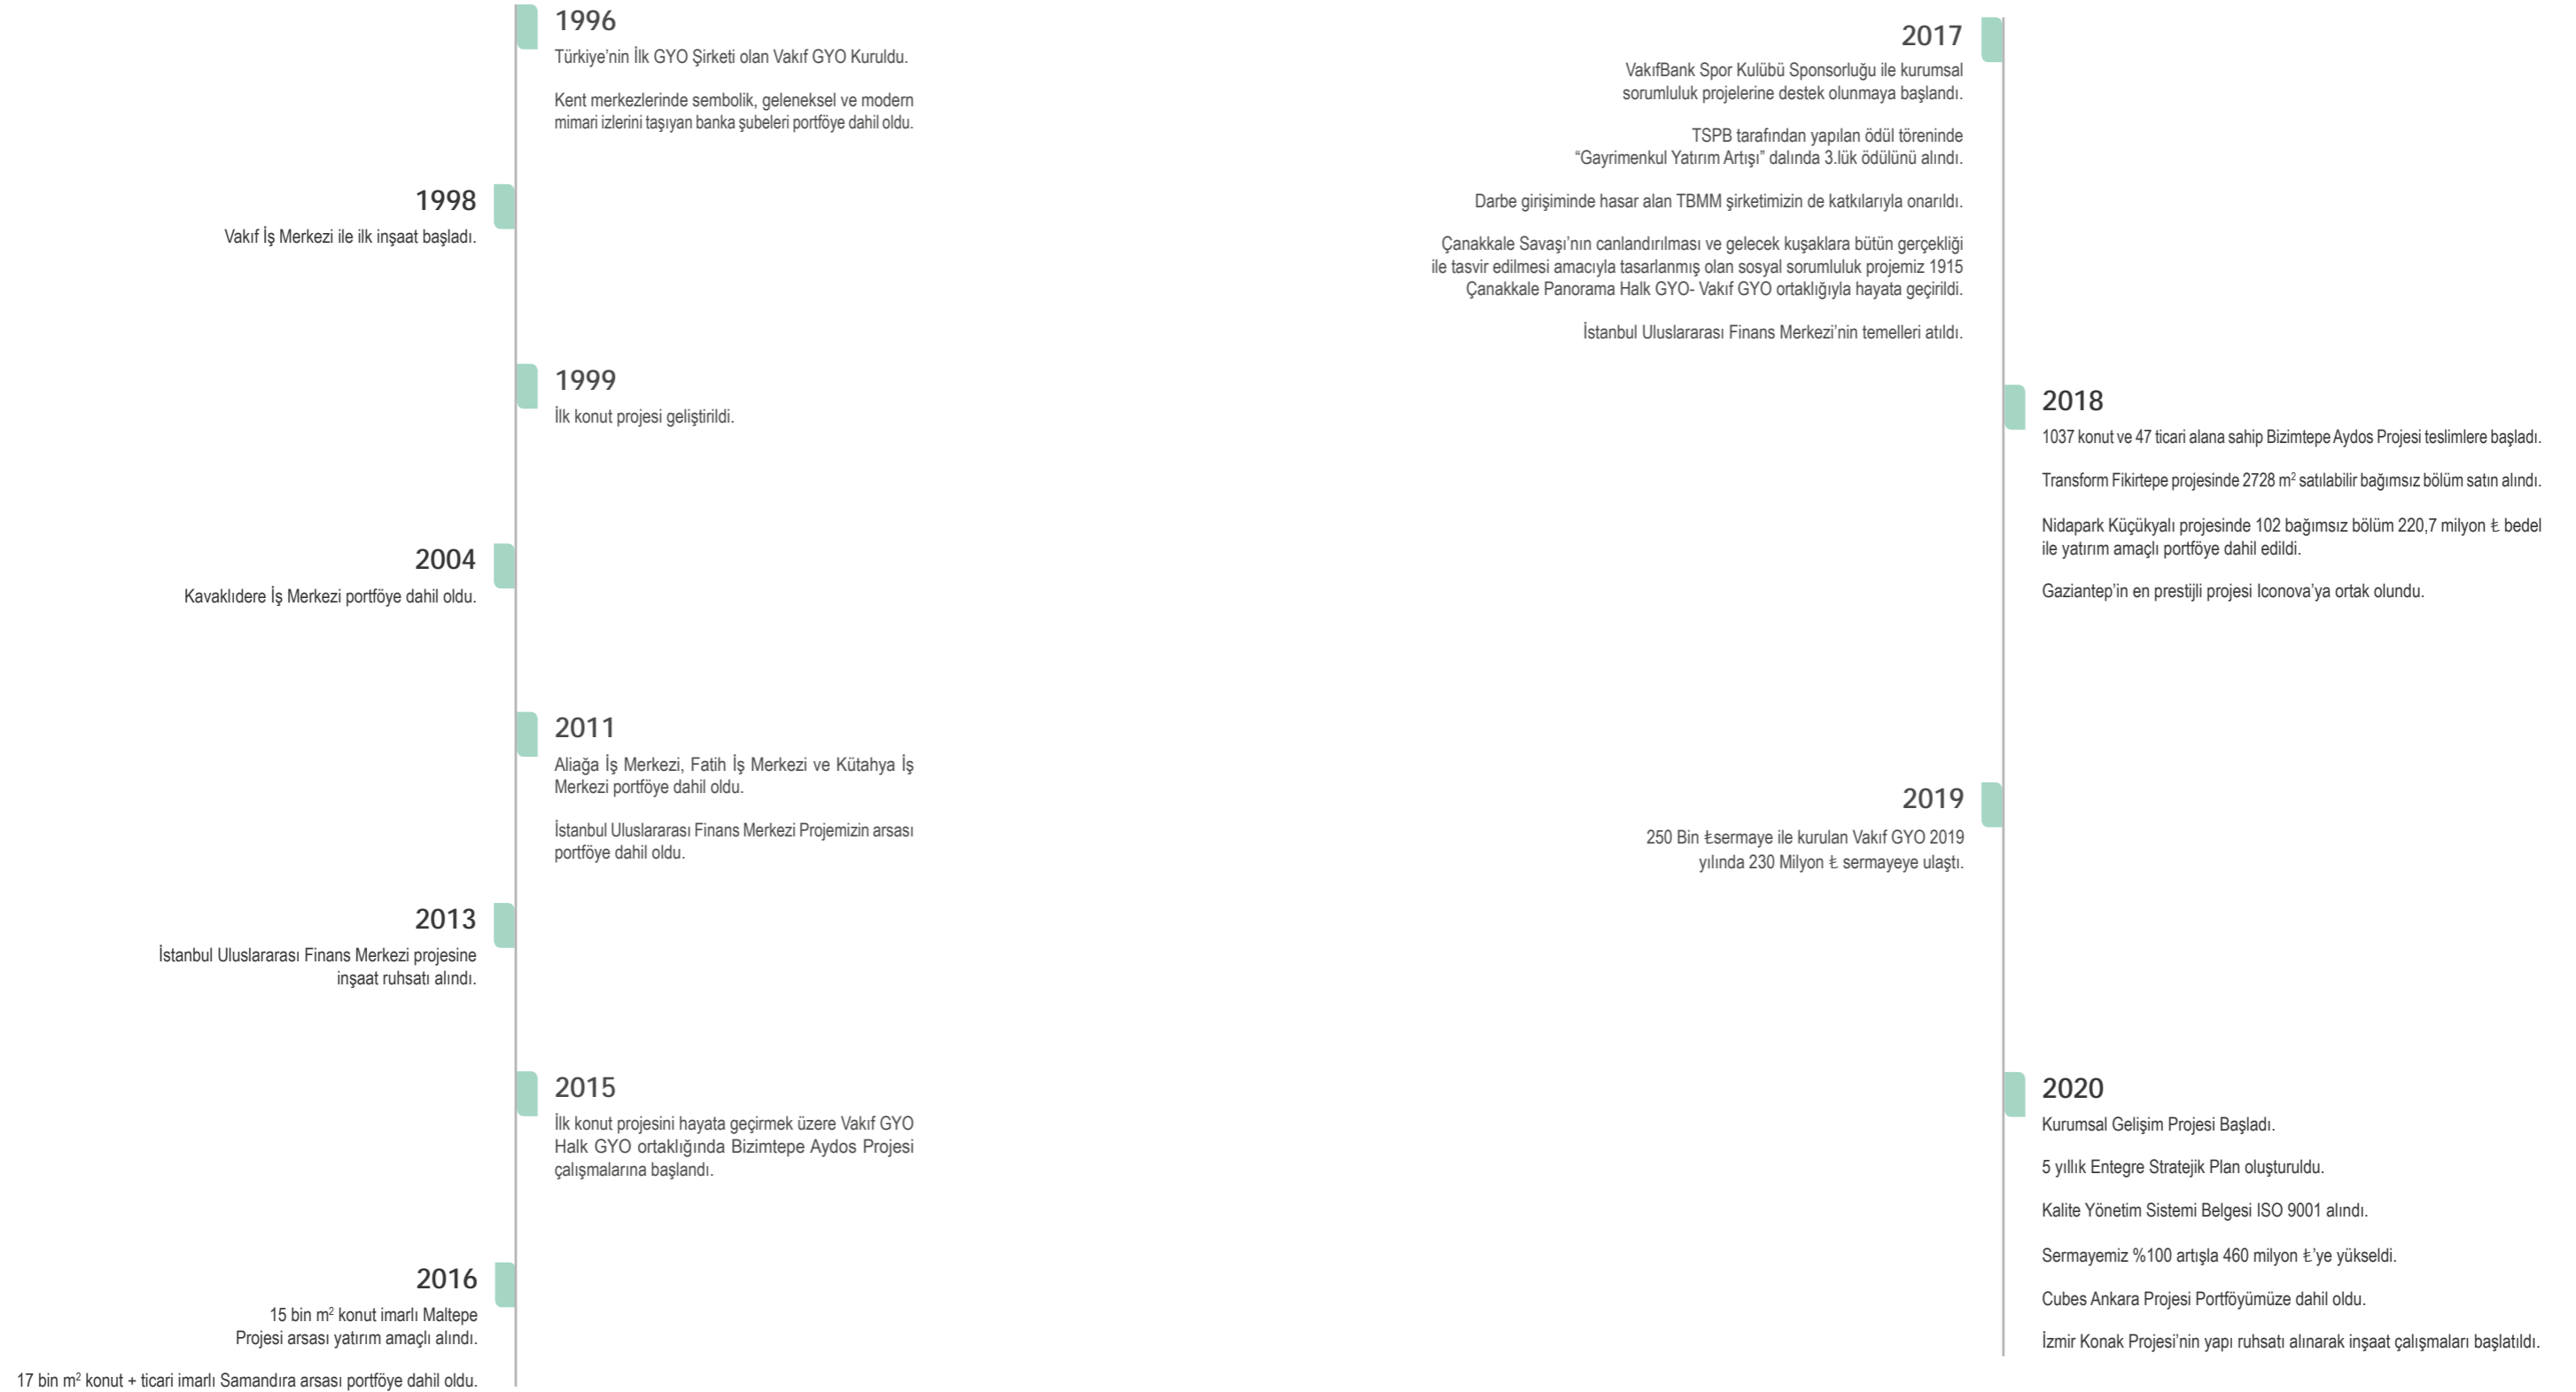 1996
Türkiye'nin İlk GYO Şirketi olan Vakıf GYO Kuruldu.
Kent merkezlerinde sembolik, geleneksel ve modern
mimari izlerini taşıyan banka şubeleri portföye dahil oldu.
1998
Vakıf İş Merkezi ile ilk inşaat başladı.
1999
İlk konut projesi geliştirildi.
2004
Kavaklıdere İş Merkezi portföye dahil oldu.
2011
Aliağa İş Merkezi, Fatih İş Merkezi ve Kütahya İş
Merkezi portföye dahil oldu.
İstanbul Uluslararası Finans Merkezi Projemizin arsası
portföye dahil oldu.
2013
İstanbul Uluslararası Finans Merkezi projesine
inşaat ruhsatı alındı.
2015
İlk konut projesini hayata geçirmek üzere Vakıf GYO
Halk GYO ortaklığında Bizimtepe Aydos Projesi
çalışmalarına başlandı.
2016
15 bin m² konut imarlı Maltepe
Projesi arsası yatırım amaçlı alındı.
17 bin m² konut + ticari imarlı Samandıra arsası portföye dahil oldu.
2017
VakıfBank Spor Kulübü Sponsorluğu ile kurumsal
sorumluluk projelerine destek olunmaya başlandı.
TSPB tarafından yapılan ödül töreninde
“Gayrimenkul Yatırım Artışı” dalında 3.lük ödülünü alındı.
Darbe girişiminde hasar alan TBMM şirketimizin de katkılarıyla onarıldı.
Çanakkale Savaşı'nın canlandırılması ve gelecek kuşaklara bütün gerçekliği
ile tasvir edilmesi amacıyla tasarlanmış olan sosyal sorumluluk projemiz 1915
Çanakkale Panorama Halk GYO- Vakıf GYO ortaklığıyla hayata geçirildi.
İstanbul Uluslararası Finans Merkezi'nin temelleri atıldı.
2018
1037 konut ve 47 ticari alana sahip Bizimtepe Aydos Projesi teslimlere başladı.
Transform Fikirtepe projesinde 2728 m² satılabilir bağımsız bölüm satın alındı.
Nidapark Küçükyalı projesinde 102 bağımsız bölüm 220,7 milyon ₺ bedel
ile yatırım amaçlı portföye dahil edildi.
Gaziantep'in en prestijli projesi Iconova'ya ortak olundu.
2019
250 Bin ₺sermaye ile kurulan Vakıf GYO 2019
yılında 230 Milyon ₺ sermayeye ulaştı.
2020
Kurumsal Gelişim Projesi Başladı.
5 yıllık Entegre Stratejik Plan oluşturuldu.
Kalite Yönetim Sistemi Belgesi ISO 9001 alındı.
Sermayemiz %100 artışla 460 milyon ₺'ye yükseldi.
Cubes Ankara Projesi Portföyümüze dahil oldu.
İzmir Konak Projesi'nin yapı ruhsatı alınarak inşaat çalışmaları başlatıldı.